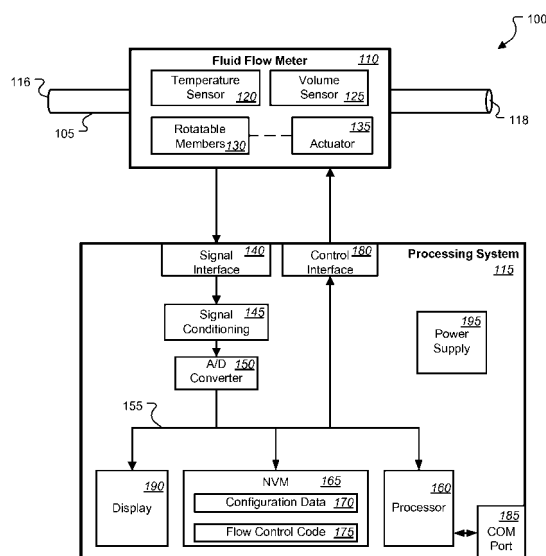 100
Fluid Flow Meter 110
116
Temperature Sensor 120
Volume Sensor 125
105
118
Rotatable Members 130
135 Actuator
Signal Interface 140
Control Interface 180
Processing System 115
Signal Conditioning 145
195 Power Supply
A/D Converter 150
155
190 Display
NVM 165
Configuration Data 170
Flow Control Code 175
160 Processor
185 COM Port